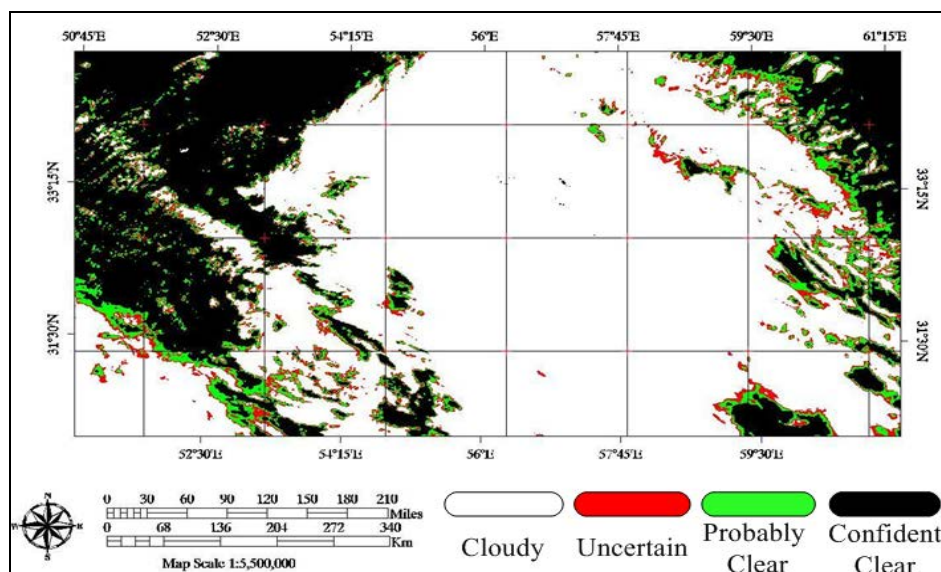 50°45'E 52°30'E 54°15'E 56°E 57°45'E 59°30'E 61°15'E
33°15'N 33°15'N
31°30'N 31°30'N
52°30'E 54°15'E 56°E 57°45'E 59°30'E
N
W E
S
0 30 60 90 120 150 180 210
Miles
0 68 136 204 272 340
Km
Map Scale 1:5,500,000
Cloudy Uncertain Probably Clear Confident Clear